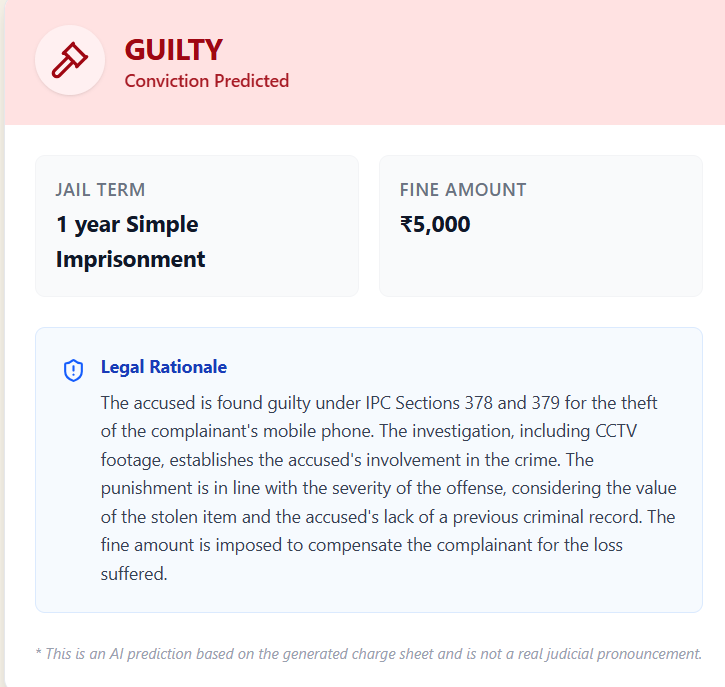 GUILTY
Conviction Predicted
JAIL TERM
1 year Simple
Imprisonment
FINE AMOUNT
₹5,000
Legal Rationale
The accused is found guilty under IPC Sections 378 and 379 for the theft
of the complainant's mobile phone. The investigation, including CCTV
footage, establishes the accused's involvement in the crime. The
punishment is in line with the severity of the offense, considering the value
of the stolen item and the accused's lack of a previous criminal record. The
fine amount is imposed to compensate the complainant for the loss
suffered.
* This is an AI prediction based on the generated charge sheet and is not a real judicial pronouncement.